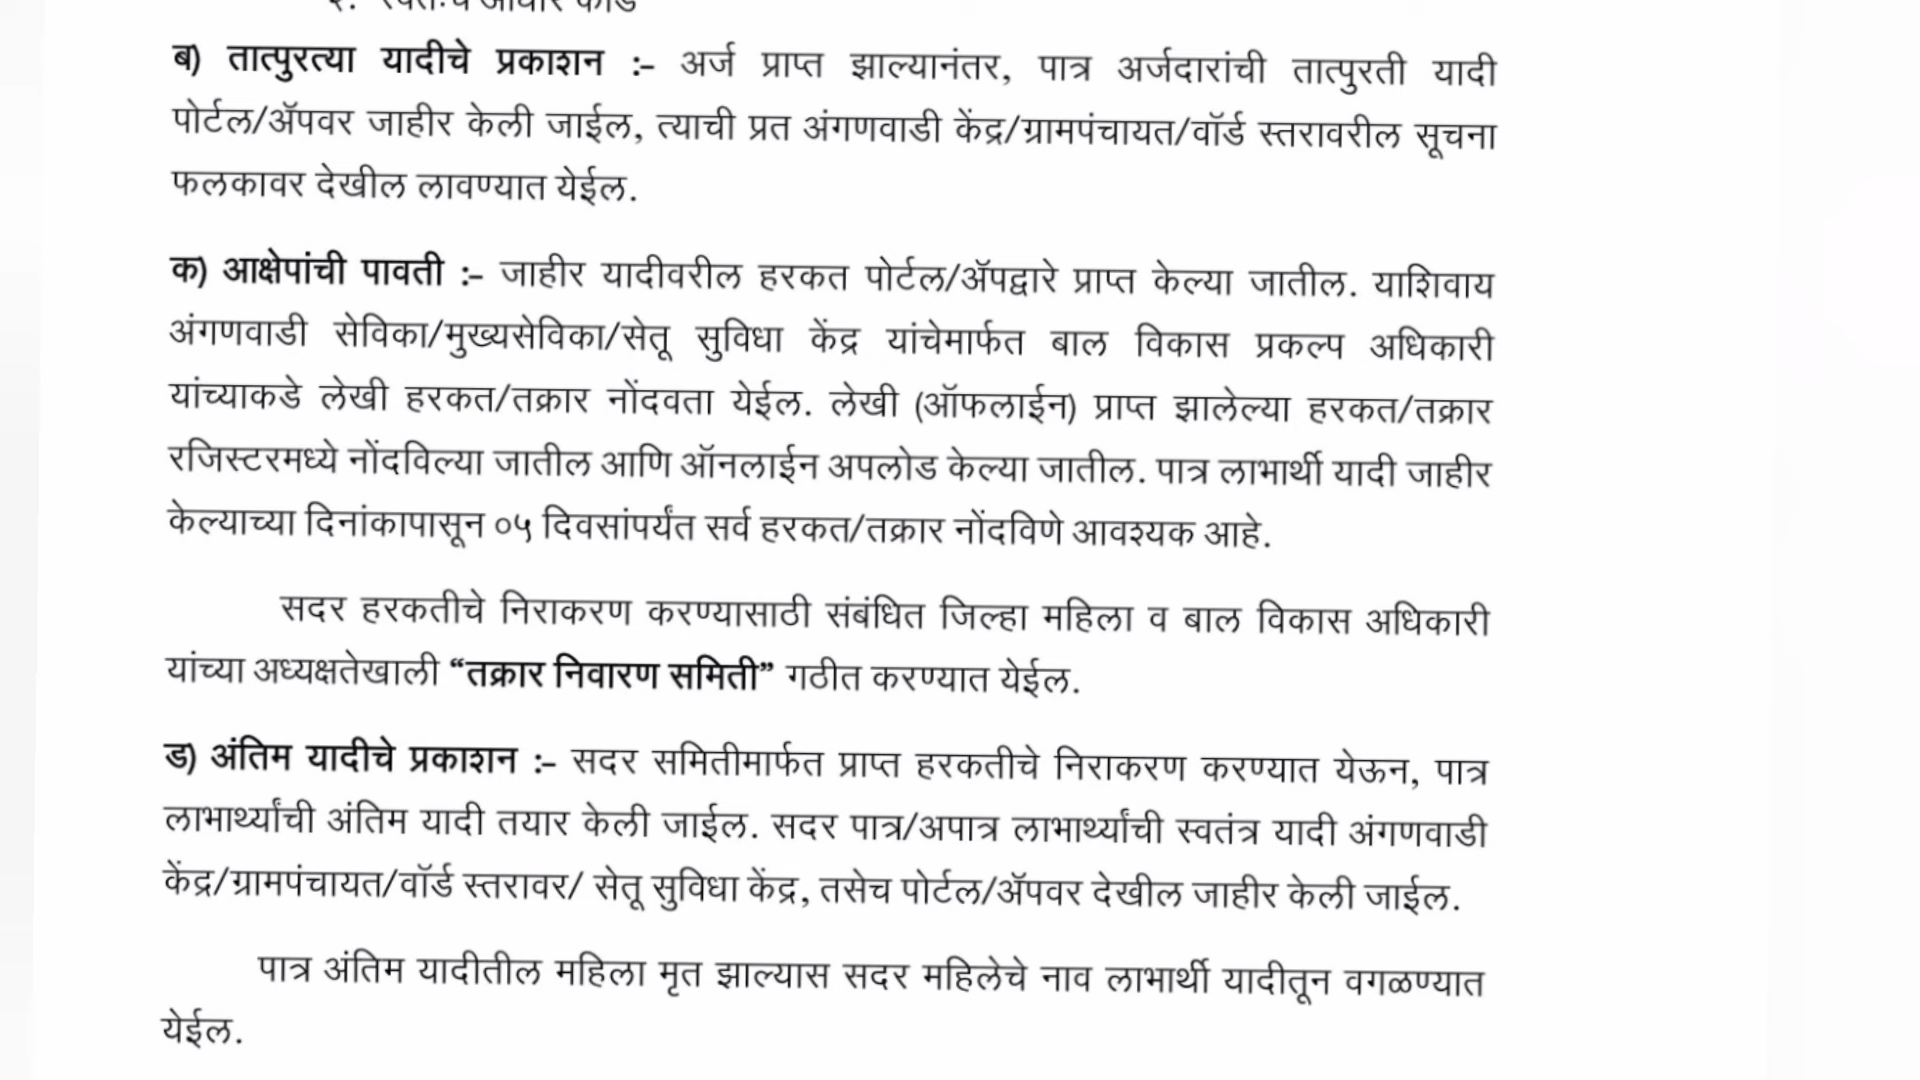 २. स्वतःचे आधार कार्ड
ब) तात्पुरत्या यादीचे प्रकाशन :- अर्ज प्राप्त झाल्यानंतर, पात्र अर्जदारांची तात्पुरती यादी
पोर्टल/ॲपवर जाहीर केली जाईल, त्याची प्रत अंगणवाडी केंद्र/ग्रामपंचायत/वॉर्ड स्तरावरील सूचना
फलकावर देखील लावण्यात येईल.
क) आक्षेपांची पावती :- जाहीर यादीवरील हरकत पोर्टल/ॲपद्वारे प्राप्त केल्या जातील. याशिवाय
अंगणवाडी सेविका/मुख्यसेविका/सेतू सुविधा केंद्र यांचेमार्फत बाल विकास प्रकल्प अधिकारी
यांच्याकडे लेखी हरकत/तक्रार नोंदवता येईल. लेखी (ऑफलाईन) प्राप्त झालेल्या हरकत/तक्रार
रजिस्टरमध्ये नोंदविल्या जातील आणि ऑनलाईन अपलोड केल्या जातील. पात्र लाभार्थी यादी जाहीर
केल्याच्या दिनांकापासून ०५ दिवसांपर्यंत सर्व हरकत/तक्रार नोंदविणे आवश्यक आहे.
सदर हरकतीचे निराकरण करण्यासाठी संबंधित जिल्हा महिला व बाल विकास अधिकारी
यांच्या अध्यक्षतेखाली “तक्रार निवारण समिती” गठीत करण्यात येईल.
ड) अंतिम यादीचे प्रकाशन :- सदर समितीमार्फत प्राप्त हरकतीचे निराकरण करण्यात येऊन, पात्र
लाभार्थ्यांची अंतिम यादी तयार केली जाईल. सदर पात्र/अपात्र लाभार्थ्यांची स्वतंत्र यादी अंगणवाडी
केंद्र/ग्रामपंचायत/वॉर्ड स्तरावर/ सेतू सुविधा केंद्र, तसेच पोर्टल/ॲपवर देखील जाहीर केली जाईल.
पात्र अंतिम यादीतील महिला मृत झाल्यास सदर महिलेचे नाव लाभार्थी यादीतून वगळण्यात
येईल.